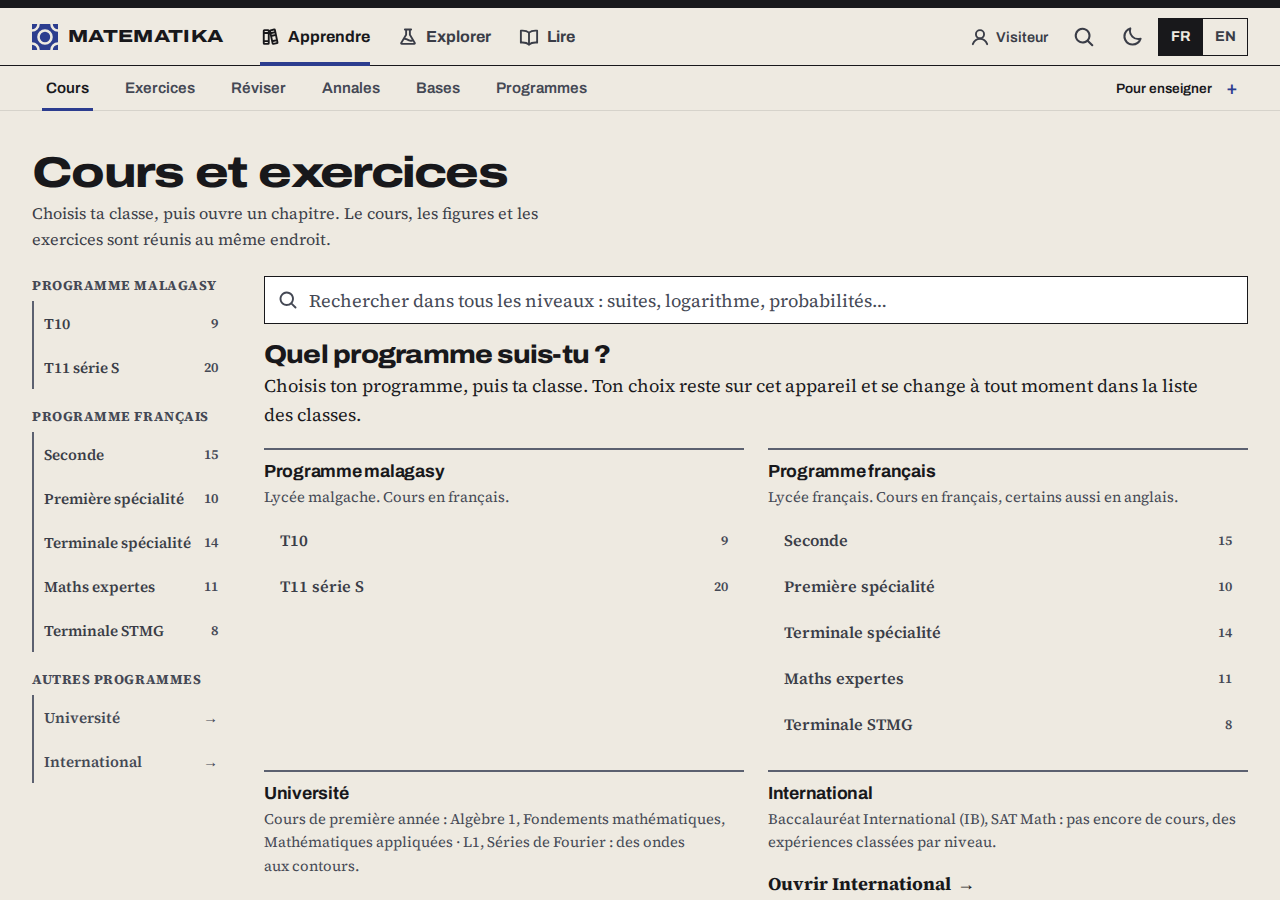 MATEMATIKA
Apprendre
Explorer
Lire
Visiteur
FR
EN
Cours
Exercices
Réviser
Annales
Bases
Programmes
Pour enseigner +
Cours et exercices
Choisis ta classe, puis ouvre un chapitre. Le cours, les figures et les
exercices sont réunis au même endroit.
PROGRAMME MALAGASY
T10 9
T11 série S 20
PROGRAMME FRANÇAIS
Seconde 15
Première spécialité 10
Terminale spécialité 14
Maths expertes 11
Terminale STMG 8
AUTRES PROGRAMMES
Université →
International →
Rechercher dans tous les niveaux : suites, logarithme, probabilités…
Quel programme suis-tu ?
Choisis ton programme, puis ta classe. Ton choix reste sur cet appareil et se change à tout moment dans la liste
des classes.
Programme malagasy
Lycée malgache. Cours en français.
T10 9
T11 série S 20
Programme français
Lycée français. Cours en français, certains aussi en anglais.
Seconde 15
Première spécialité 10
Terminale spécialité 14
Maths expertes 11
Terminale STMG 8
Université
Cours de première année : Algèbre 1, Fondements mathématiques,
Mathématiques appliquées · L1, Séries de Fourier : des ondes
aux contours.
International
Baccalauréat International (IB), SAT Math : pas encore de cours, des
expériences classées par niveau.
Ouvrir International →